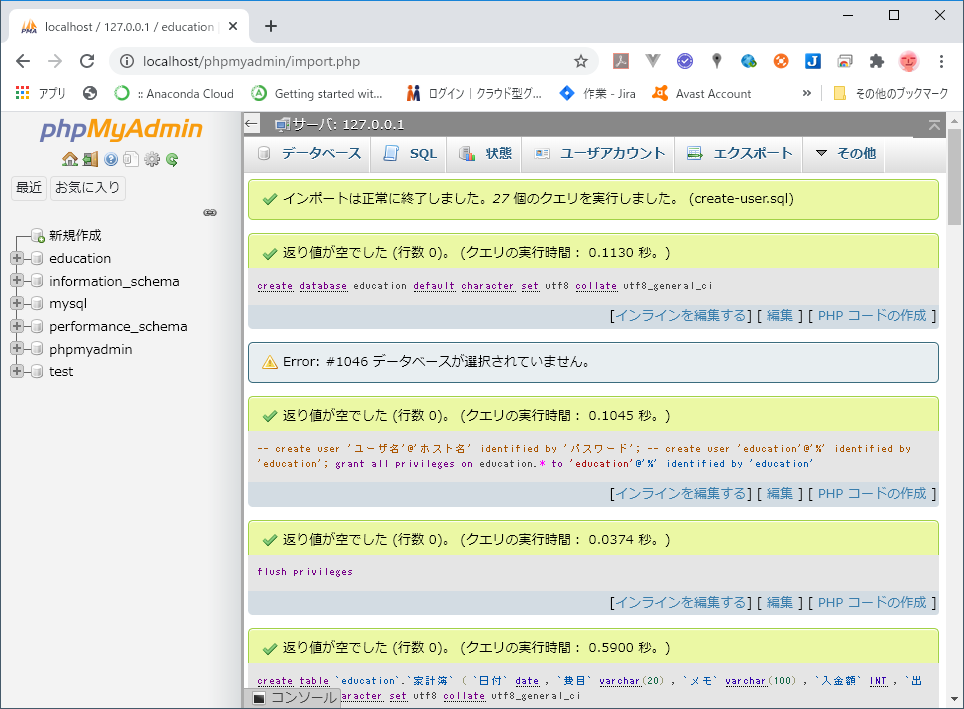 localhost / 127.0.0.1 / education
localhost/phpmyadmin/import.php
アプリ
:: Anaconda Cloud
Getting started wit...
ログイン | クラウド型グ...
作業 - Jira
Avast Account
»
その他のブックマーク
phpMyAdmin
最近
お気に入り
新規作成
education
information_schema
mysql
performance_schema
phpmyadmin
test
サーバ: 127.0.0.1
データベース
SQL
状態
ユーザアカウント
エクスポート
その他
インポートは正常に終了しました。27 個のクエリを実行しました。 (create-user.sql)
返り値が空でした (行数 0)。 (クエリの実行時間： 0.1130 秒。)
create database education default character set utf8 collate utf8_general_ci
[インラインを編集する] [ 編集 ] [ PHP コードの作成 ]
Error: #1046 データベースが選択されていません。
返り値が空でした (行数 0)。 (クエリの実行時間： 0.1045 秒。)
-- create user 'ユーザ名'@'ホスト名' identified by 'パスワード'; -- create user 'education'@'%' identified by
'education'; grant all privileges on education.* to 'education'@'%' identified by 'education'
[インラインを編集する] [ 編集 ] [ PHP コードの作成 ]
返り値が空でした (行数 0)。 (クエリの実行時間： 0.0374 秒。)
flush privileges
[インラインを編集する] [ 編集 ] [ PHP コードの作成 ]
返り値が空でした (行数 0)。 (クエリの実行時間： 0.5900 秒。)
create table `education`.`家計簿` ( `日付` date , `費目` varchar(20) , `メモ` varchar(100) , `入金額` INT , `出
コンソール
aracter set utf8 collate utf8_general_ci